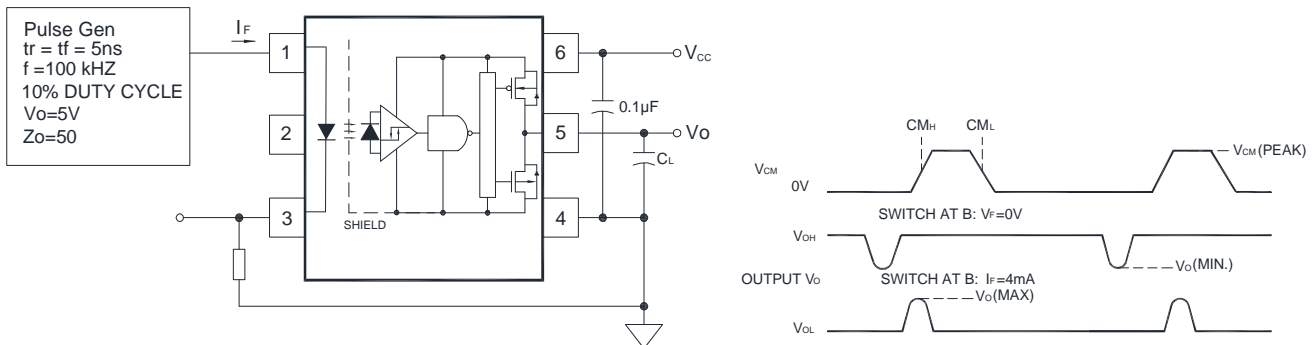 Pulse Gen
tr = tf = 5ns
f =100 kHZ
10% DUTY CYCLE
Vo=5V
Zo=50
IF
1
2
3
SHIELD
6
5
4
VCC
0.1µF
Vo
CL
CMH
CML
VCM(PEAK)
VCM
0V
SWITCH AT B: VF=0V
VOH
VO(MIN.)
OUTPUT VO
SWITCH AT B: IF=4mA
VO(MAX)
VOL